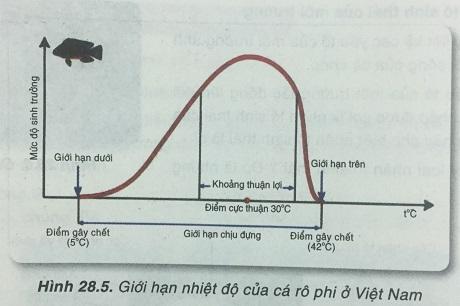 Mức độ sinh trưởng
Giới hạn dưới
Giới hạn trên
Khoảng thuận lợi
Điểm cực thuận 30°C
t°C
Điểm gây chết
(5°C)
Giới hạn chịu đựng
Điểm gây chết
(42°C)
Hình 28.5. Giới hạn nhiệt độ của cá rô phi ở Việt Nam